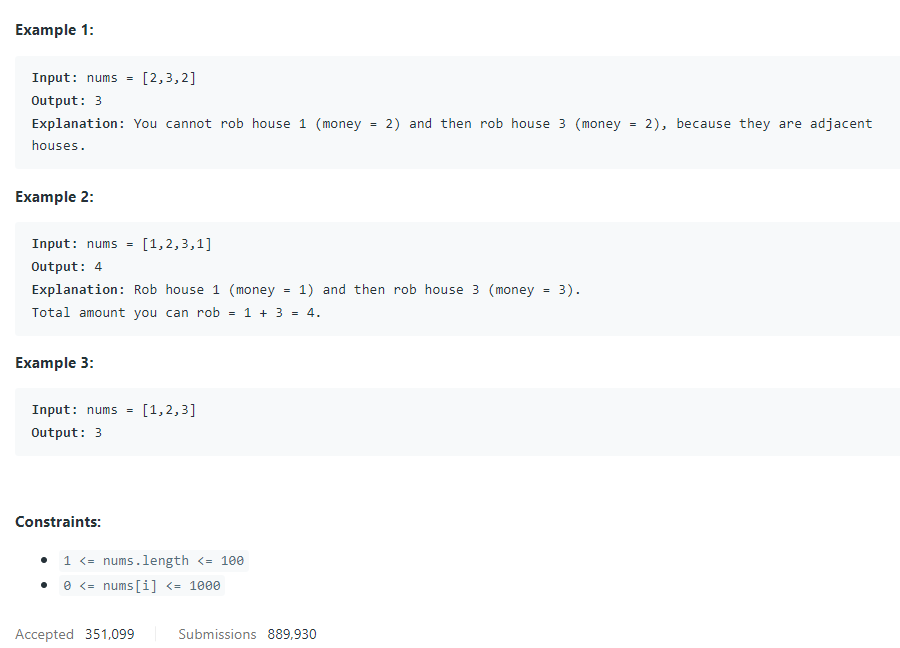 Example 1:
Input: nums = [2,3,2]
Output: 3
Explanation: You cannot rob house 1 (money = 2) and then rob house 3 (money = 2), because they are adjacent
houses.
Example 2:
Input: nums = [1,2,3,1]
Output: 4
Explanation: Rob house 1 (money = 1) and then rob house 3 (money = 3).
Total amount you can rob = 1 + 3 = 4.
Example 3:
Input: nums = [1,2,3]
Output: 3
Constraints:
• 1 <= nums.length <= 100
• 0 <= nums[i] <= 1000
Accepted 351,099 Submissions 889,930